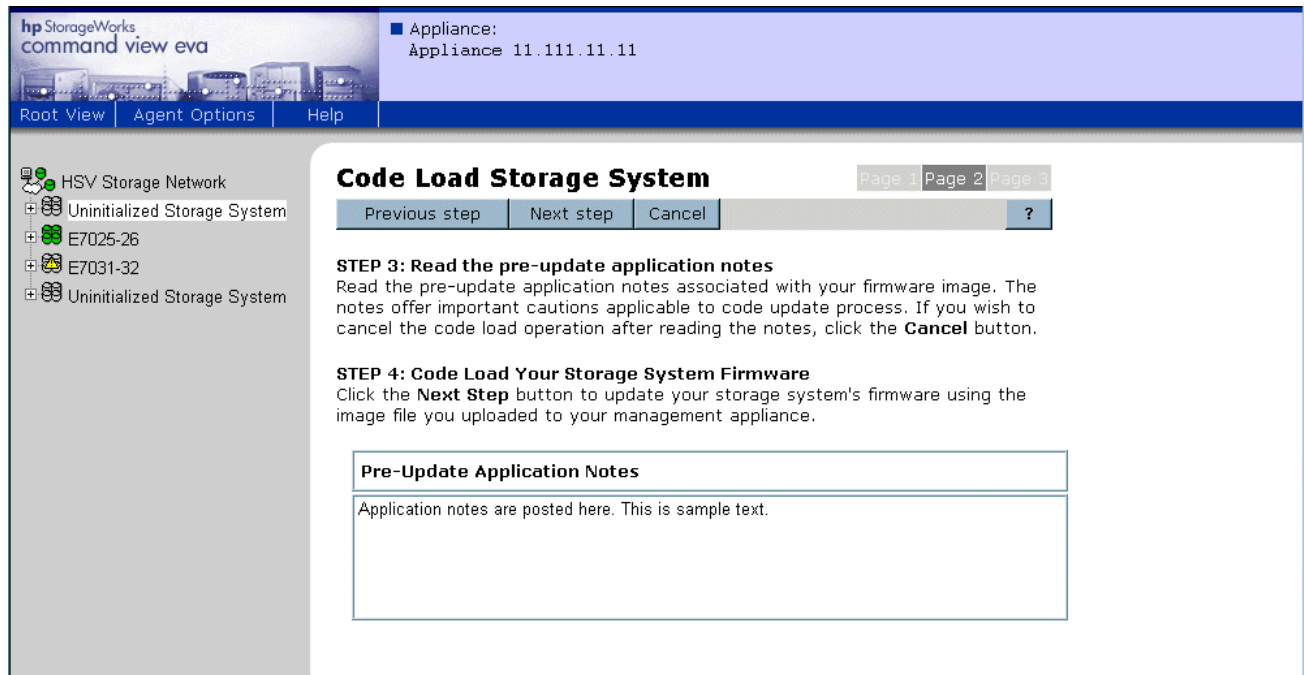 hp StorageWorks
command view eva
Appliance:
Appliance 11.111.11.11
Root View Agent Options Help
HSV Storage Network
Uninitialized Storage System
E7025-26
E7031-32
Uninitialized Storage System
Code Load Storage System
Page 1 Page 2 Page 3
Previous step Next step Cancel ?
STEP 3: Read the pre-update application notes
Read the pre-update application notes associated with your firmware image. The
notes offer important cautions applicable to code update process. If you wish to
cancel the code load operation after reading the notes, click the Cancel button.
STEP 4: Code Load Your Storage System Firmware
Click the Next Step button to update your storage system's firmware using the
image file you uploaded to your management appliance.
Pre-Update Application Notes
Application notes are posted here. This is sample text.